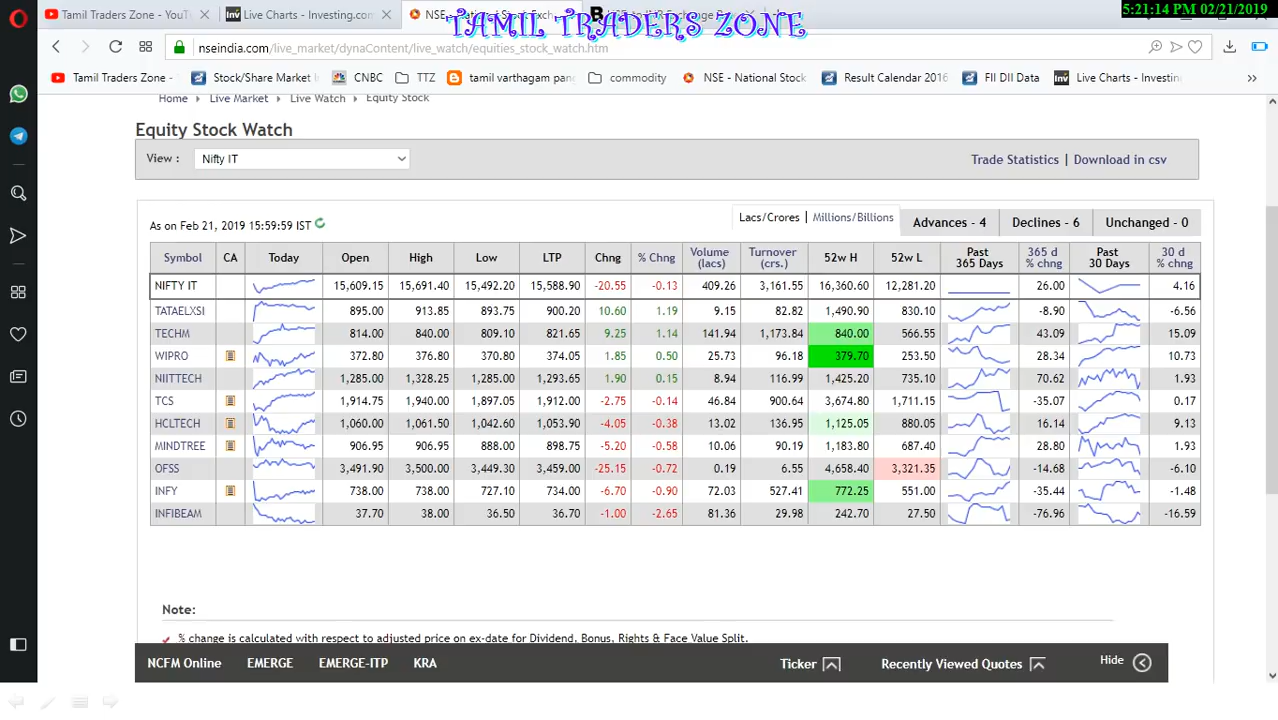 Tamil Traders Zone - YouT
Live Charts - Investing.com
NSE - National Stock Exch
TAMIL TRADERS ZONE
5:21:14 PM 02/21/2019
nseindia.com/live_market/dynaContent/live_watch/equities_stock_watch.htm
Tamil Traders Zone - Stock/Share Market CNBC TTZ tamil varthagam pang commodity NSE - National Stock Result Calendar 2016 FII DII Data Live Charts - Investin
Home Live Market Live Watch Equity Stock
Equity Stock Watch
View : Nifty IT Trade Statistics | Download in csv
As on Feb 21, 2019 15:59:59 IST Lacs/Crores | Millions/Billions Advances - 4 Declines - 6 Unchanged - 0
Symbol CA Today Open High Low LTP Chng % Chng Volume (lacs) Turnover (crs.) 52w H 52w L Past 365 Days 365 d % chng Past 30 Days 30 d % chng
NIFTY IT 15,609.15 15,691.40 15,492.20 15,588.90 -20.55 -0.13 409.26 3,161.55 16,360.60 12,281.20 26.00 4.16
TATAELXSI 895.00 913.85 893.75 900.20 10.60 1.19 9.15 82.82 1,490.90 830.10 -8.90 -6.56
TECHM 814.00 840.00 809.10 821.65 9.25 1.14 141.94 1,173.84 840.00 566.55 43.09 15.09
WIPRO 372.80 376.80 370.80 374.05 1.85 0.50 25.73 96.18 379.70 253.50 28.34 10.73
NIITTECH 1,285.00 1,328.25 1,285.00 1,293.65 1.90 0.15 8.94 116.99 1,425.20 735.10 70.62 1.93
TCS 1,914.75 1,940.00 1,897.05 1,912.00 -2.75 -0.14 46.84 900.64 3,674.80 1,711.15 -35.07 0.17
HCLTECH 1,060.00 1,061.50 1,042.60 1,053.90 -4.05 -0.38 13.02 136.95 1,125.05 880.05 16.14 9.13
MINDTREE 906.95 906.95 888.00 898.75 -5.20 -0.58 10.06 90.19 1,183.80 687.40 28.80 1.93
OFSS 3,491.90 3,500.00 3,449.30 3,459.00 -25.15 -0.72 0.19 6.55 4,658.40 3,321.35 -14.68 -6.10
INFY 738.00 738.00 727.10 734.00 -6.70 -0.90 72.03 527.41 772.25 551.00 -35.44 -1.48
INFIBEAM 37.70 38.00 36.50 36.70 -1.00 -2.65 81.36 29.98 242.70 27.50 -76.96 -16.59
Note:
% change is calculated with respect to adjusted price on ex-date for Dividend, Bonus, Rights & Face Value Split.
NCFM Online EMERGE EMERGE-ITP KRA Ticker Recently Viewed Quotes Hide